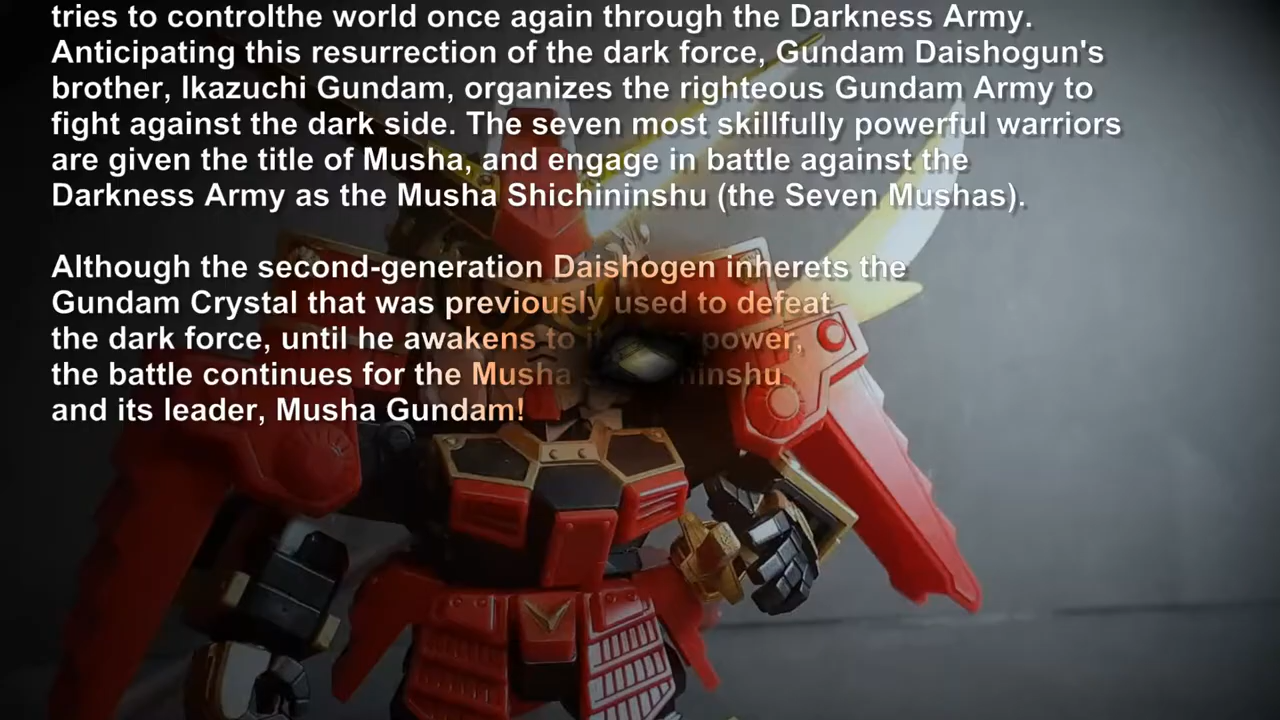 tries to controlthe world once again through the Darkness Army.
Anticipating this resurrection of the dark force, Gundam Daishogun's
brother, Ikazuchi Gundam, organizes the righteous Gundam Army to
fight against the dark side. The seven most skillfully powerful warriors
are given the title of Musha, and engage in battle against the
Darkness Army as the Musha Shichininshu (the Seven Mushas).
Although the second-generation Daishogen inherets the
Gundam Crystal that was previously used to defeat
the dark force, until he awakens to power,
the battle continues for the Musha
and its leader, Musha Gundam!